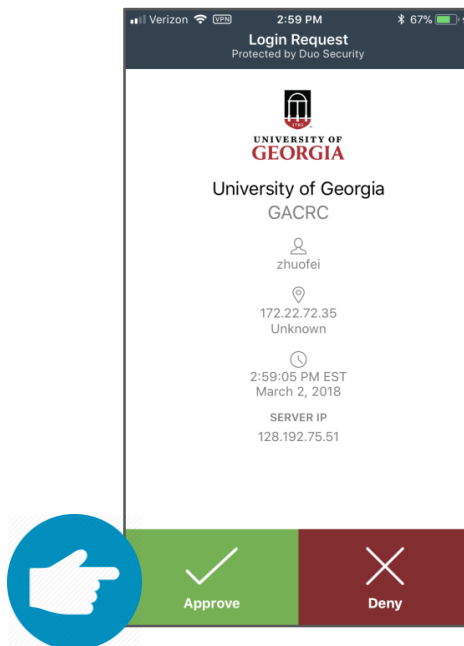 Verizon VPN 2:59 PM 67%
Login Request
Protected by Duo Security
1785
UNIVERSITY OF
GEORGIA
University of Georgia
GACRC
zhuofei
172.22.72.35
Unknown
2:59:05 PM EST
March 2, 2018
SERVER IP
128.192.75.51
Approve Deny